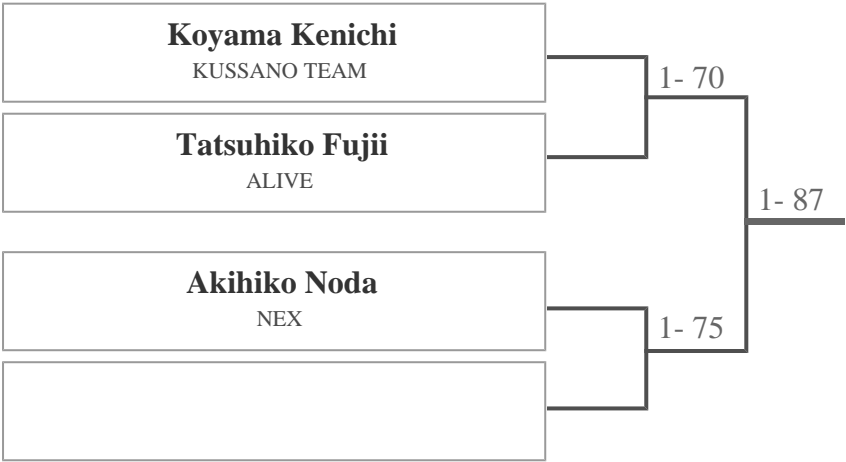 Koyama Kenichi
KUSSANO TEAM
1- 70
Tatsuhiko Fujii
ALIVE
1- 87
Akihiko Noda
NEX
1- 75